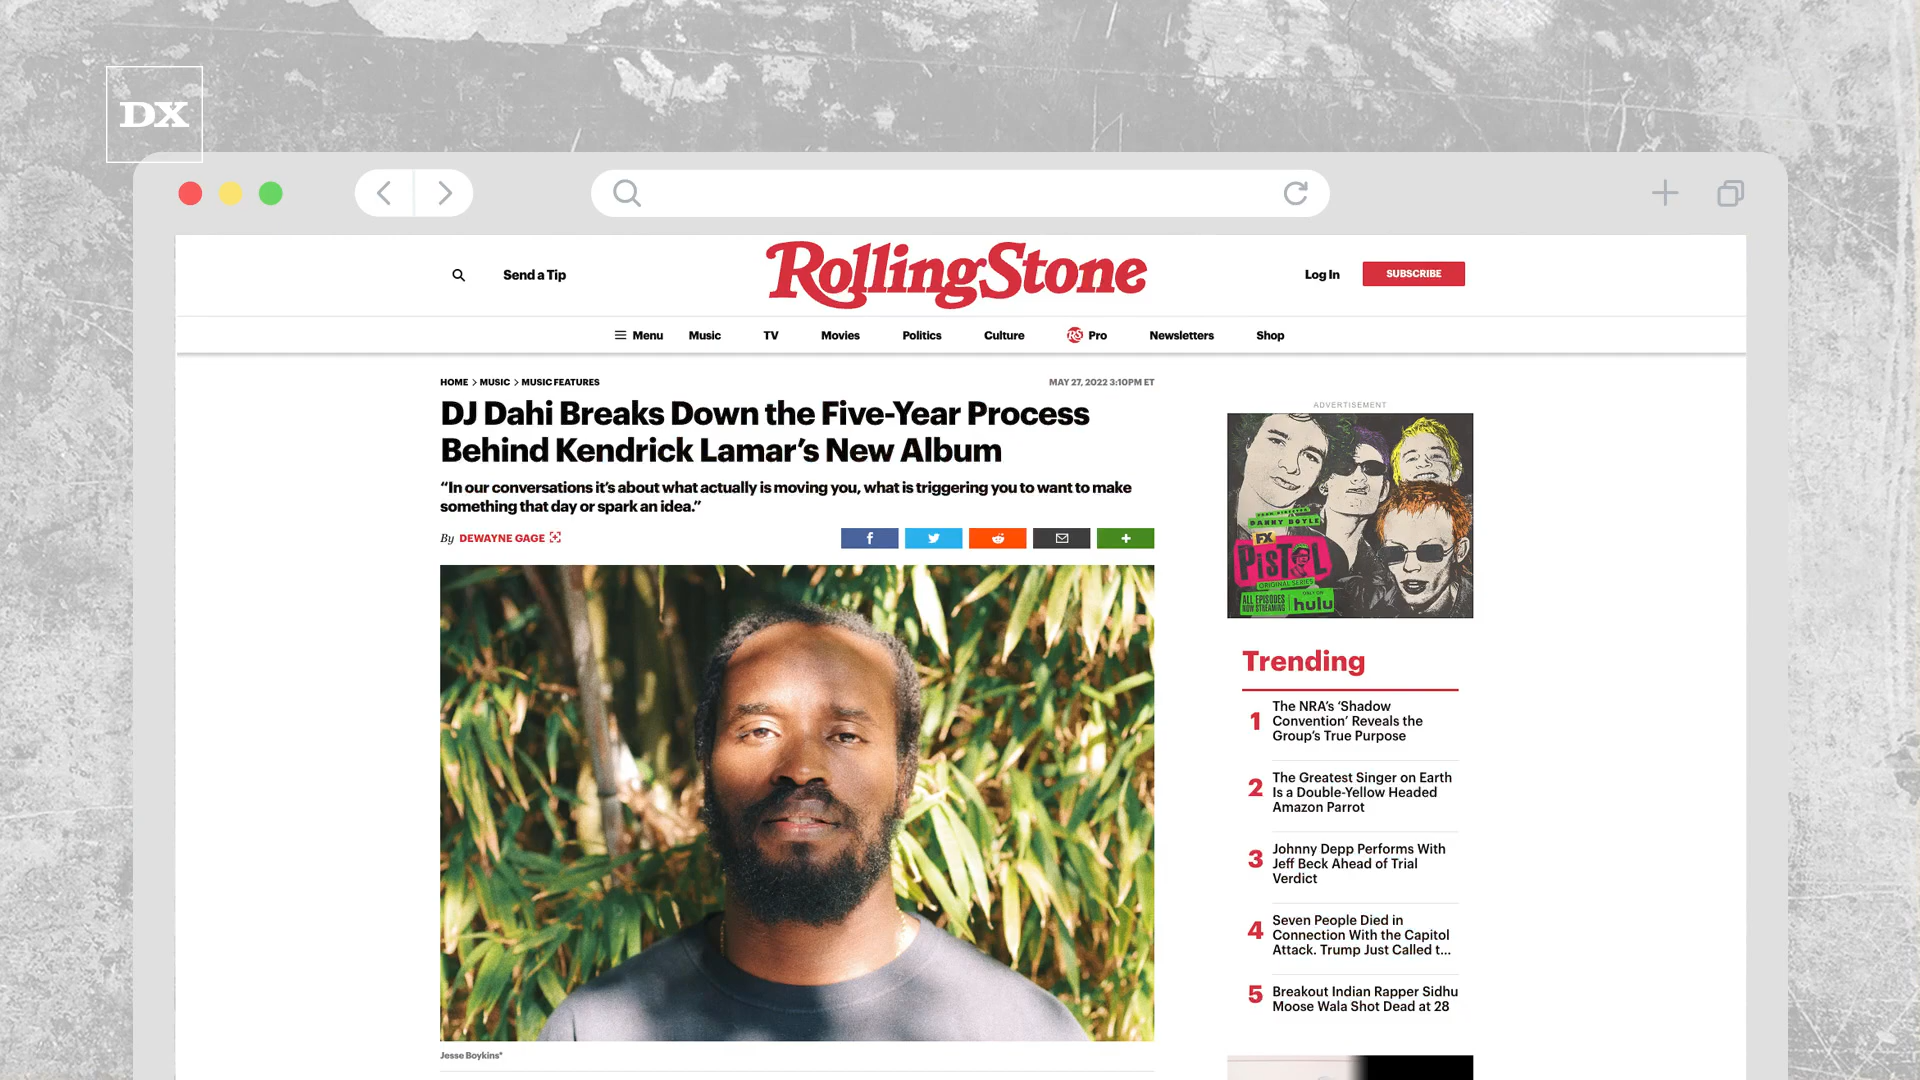 DX
Send a Tip
RollingStone
Log In
SUBSCRIBE
Menu
Music
TV
Movies
Politics
Culture
RS Pro
Newsletters
Shop
HOME > MUSIC > MUSIC FEATURES
MAY 27, 2022 3:10PM ET
DJ Dahi Breaks Down the Five-Year Process
Behind Kendrick Lamar’s New Album
“In our conversations it’s about what actually is moving you, what is triggering you to want to make
something that day or spark an idea.”
By DEWAYNE GAGE
f
Jesse Boykins*
ADVERTISEMENT
DANNY BOYLE
FX
PiSTOL
ORIGINAL SERIES
ALL EPISODES
NOW STREAMING
ONLY ON
hulu
Trending
1
The NRA’s ‘Shadow
Convention’ Reveals the
Group’s True Purpose
2
The Greatest Singer on Earth
Is a Double-Yellow Headed
Amazon Parrot
3
Johnny Depp Performs With
Jeff Beck Ahead of Trial
Verdict
4
Seven People Died in
Connection With the Capitol
Attack. Trump Just Called t...
5
Breakout Indian Rapper Sidhu
Moose Wala Shot Dead at 28